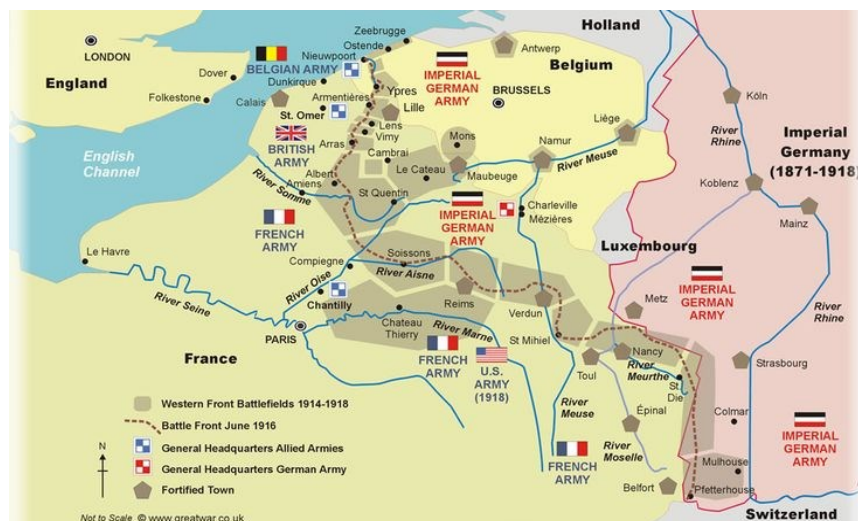 Holland
Zeebrugge
Ostende
Nieuwpoort
LONDON
England
BELGIAN ARMY
IMPERIAL
GERMAN
ARMY
Antwerp
Belgium
Dover
Dunkirque
Folkestone
Calais
Armentières
Ypres
Lille
BRUSSELS
St. Omer
Köln
BRITISH
ARMY
Lens
Vimy
Arras
Mons
Namur
Liège
River
Rhine
Imperial
Germany
(1871-1918)
English
Channel
Cambrai
Le Cateau
Maubeuge
River Meuse
Koblenz
Albert
Amiens
River Somme
St Quentin
IMPERIAL
GERMAN
ARMY
Charleville
Mézières
Mainz
FRENCH
ARMY
Luxembourg
Le Havre
Soissons
Compiegne
River Aisne
River Oise
IMPERIAL
GERMAN
ARMY
Metz
River
Rhine
River Seine
Chantilly
Reims
Verdun
PARIS
Chateau
Thierry
River Marne
St Mihiel
France
FRENCH
ARMY
U.S.
ARMY
(1918)
Toul
Nancy
River
Meurthe
St.
Die
Strasbourg
River
Meuse
Épinal
Colmar
River
Moselle
IMPERIAL
GERMAN
ARMY
FRENCH
ARMY
Belfort
Mulhouse
Pfetterhouse
Switzerland
Western Front Battlefields 1914-1918
Battle Front June 1916
General Headquarters Allied Armies
General Headquarters German Army
Fortified Town
N
Not to Scale © www.greatwar.co.uk